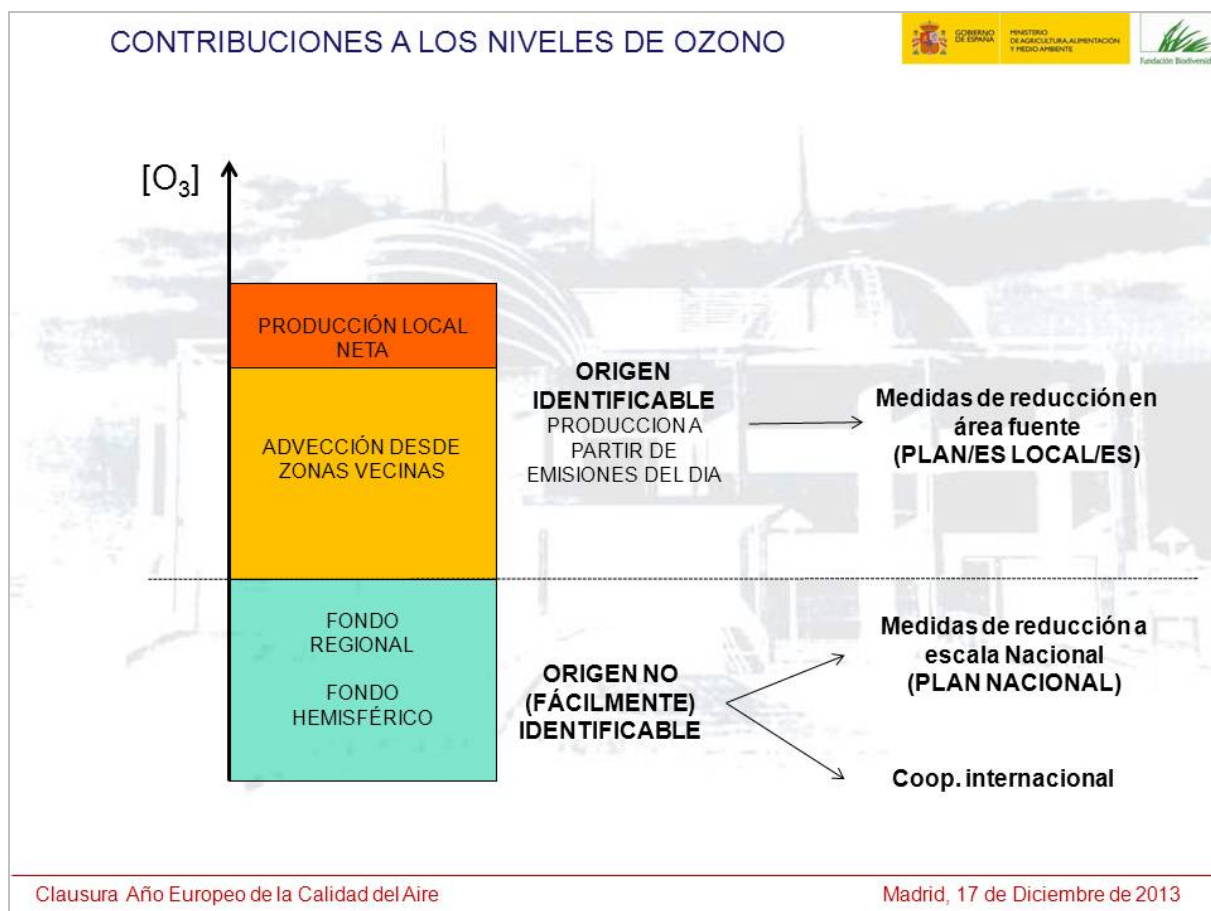 CONTRIBUCIONES A LOS NIVELES DE OZONO
GOBIERNO
DE ESPAÑA
MINISTERIO
DE AGRICULTURA, ALIMENTACIÓN
Y MEDIO AMBIENTE
Fundación Biodiversid
[O₃]
PRODUCCIÓN LOCAL
NETA
ADVECCIÓN DESDE
ZONAS VECINAS
ORIGEN
IDENTIFICABLE
PRODUCCION A
PARTIR DE
EMISIONES DEL DIA
Medidas de reducción en
área fuente
(PLAN/ES LOCAL/ES)
FONDO
REGIONAL
FONDO
HEMISFÉRICO
ORIGEN NO
(FÁCILMENTE)
IDENTIFICABLE
Medidas de reducción a
escala Nacional
(PLAN NACIONAL)
Coop. internacional
Clausura Año Europeo de la Calidad del Aire
Madrid, 17 de Diciembre de 2013